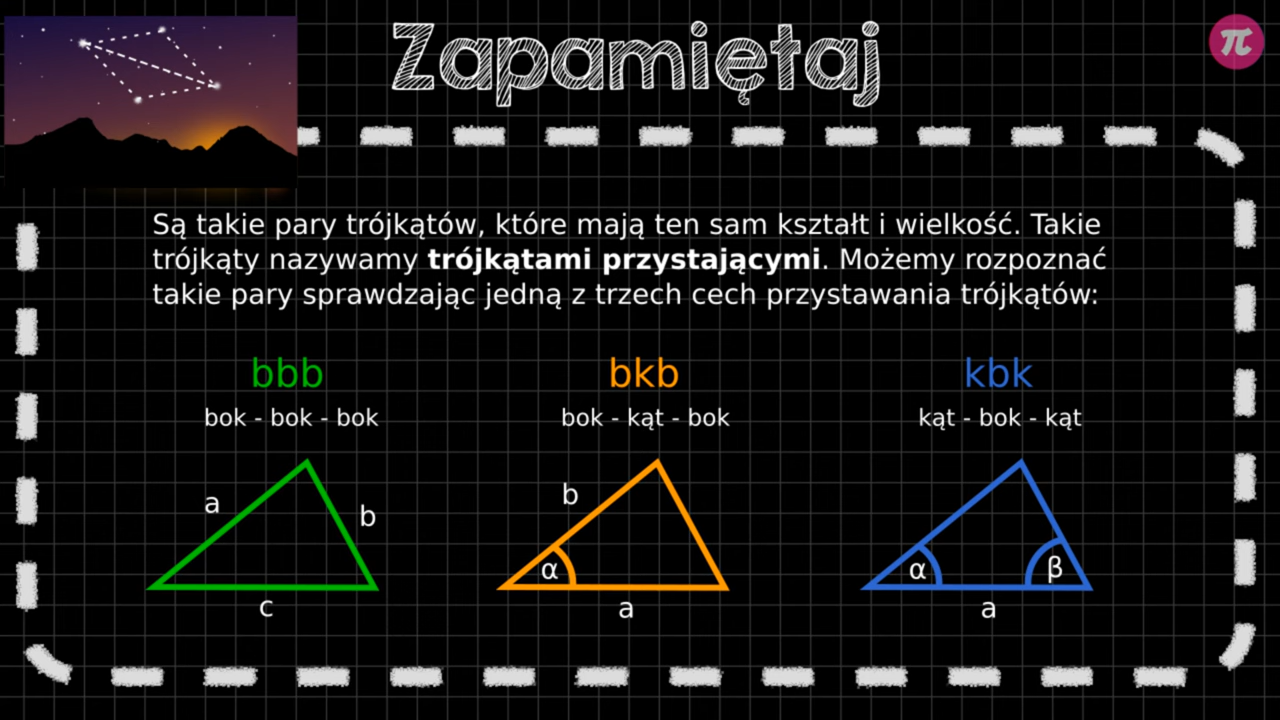 Zapamiętaj
π
Są takie pary trójkątów, które mają ten sam kształt i wielkość. Takie
trójkąty nazywamy trójkątami przystającymi. Możemy rozpoznać
takie pary sprawdzając jedną z trzech cech przystawania trójkątów:
bbb bkb kbk
bok - bok - bok bok - kąt - bok kąt - bok - kąt
a b c
b α a
α β a